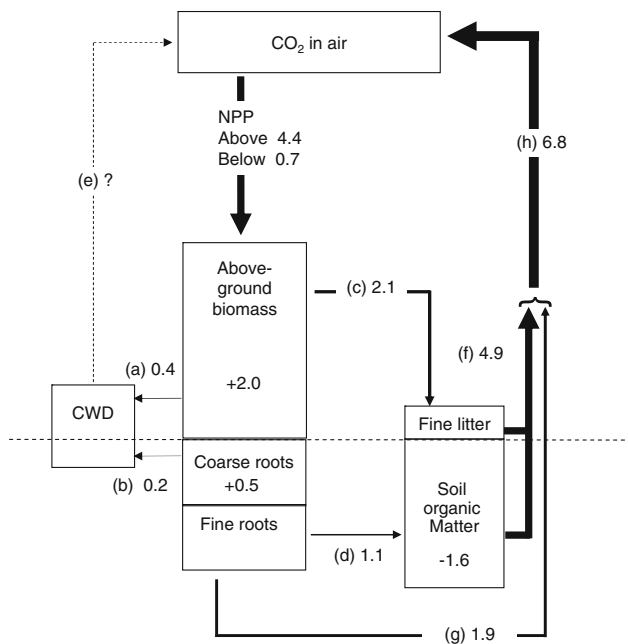 CO₂ in air
NPP
Above 4.4
Below 0.7
(h) 6.8
(e) ?
Above-
ground
biomass
+2.0
(c) 2.1
(f) 4.9
(a) 0.4
CWD
Fine litter
Coarse roots
+0.5
(b) 0.2
Soil
organic
Matter
-1.6
Fine roots
(d) 1.1
(g) 1.9